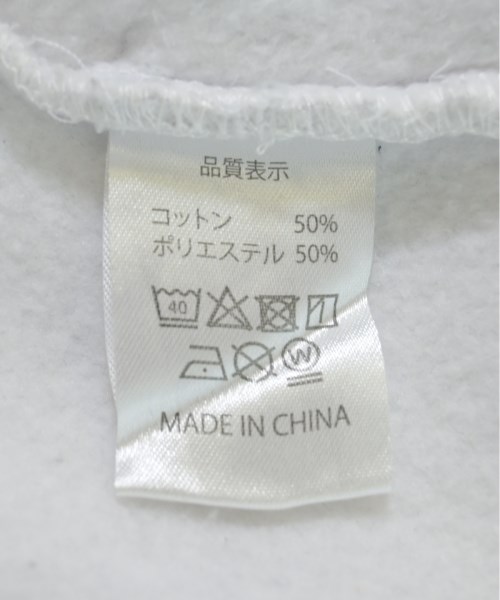 品質表示
コットン 50%
ポリエステル 50%
40
W
MADE IN CHINA